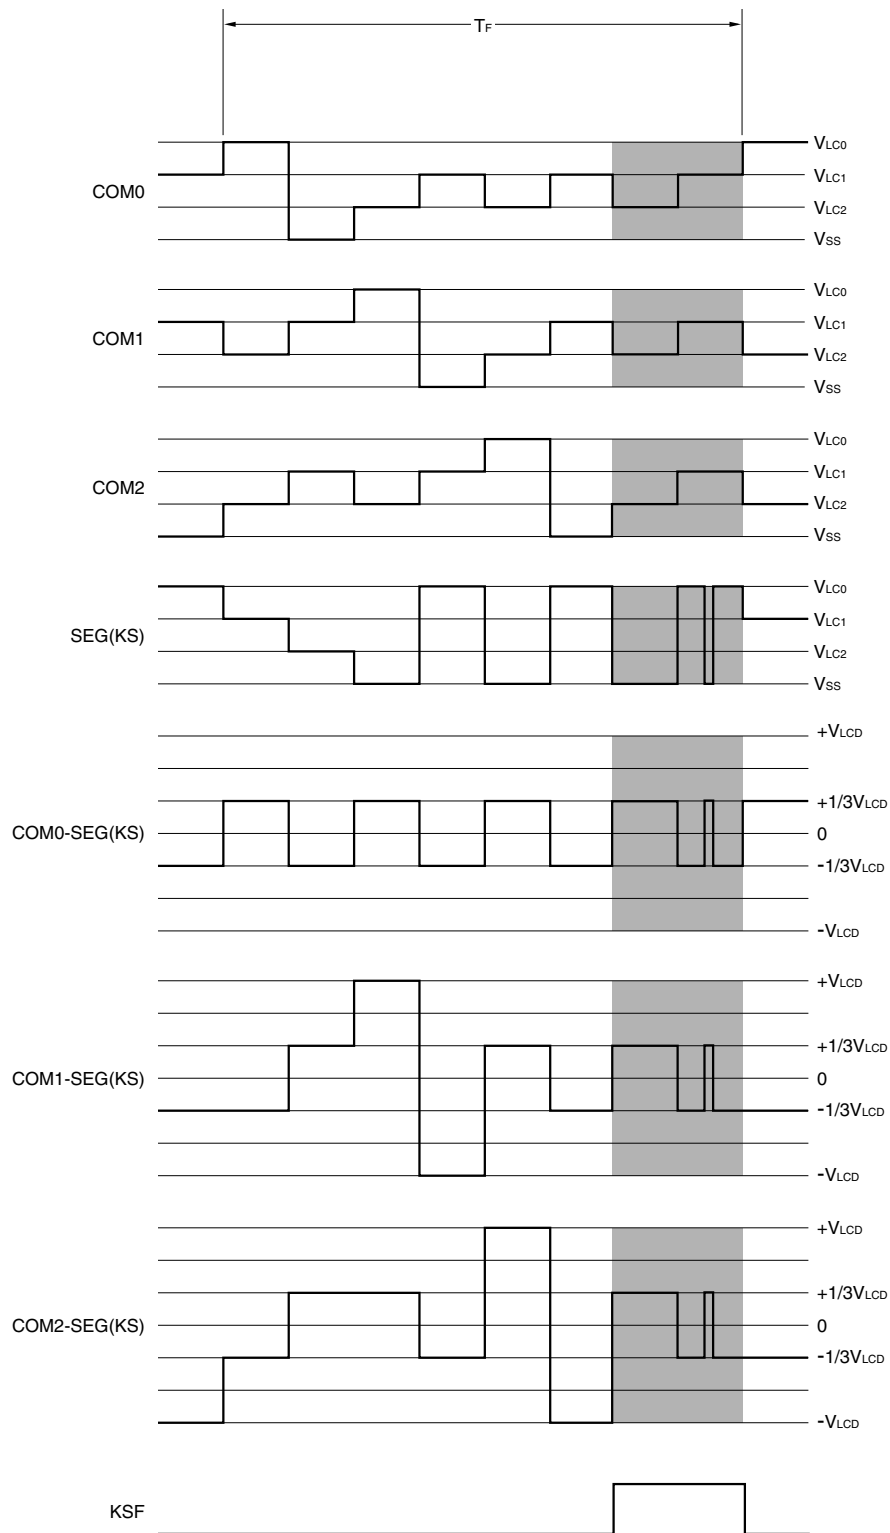 TF
COM0
VLC0
VLC1
VLC2
VSS
COM1
VLC0
VLC1
VLC2
VSS
COM2
VLC0
VLC1
VLC2
VSS
SEG(KS)
VLC0
VLC1
VLC2
VSS
COM0-SEG(KS)
+VLCD
+1/3VLCD
0
-1/3VLCD
-VLCD
COM1-SEG(KS)
+VLCD
+1/3VLCD
0
-1/3VLCD
-VLCD
COM2-SEG(KS)
+VLCD
+1/3VLCD
0
-1/3VLCD
-VLCD
KSF